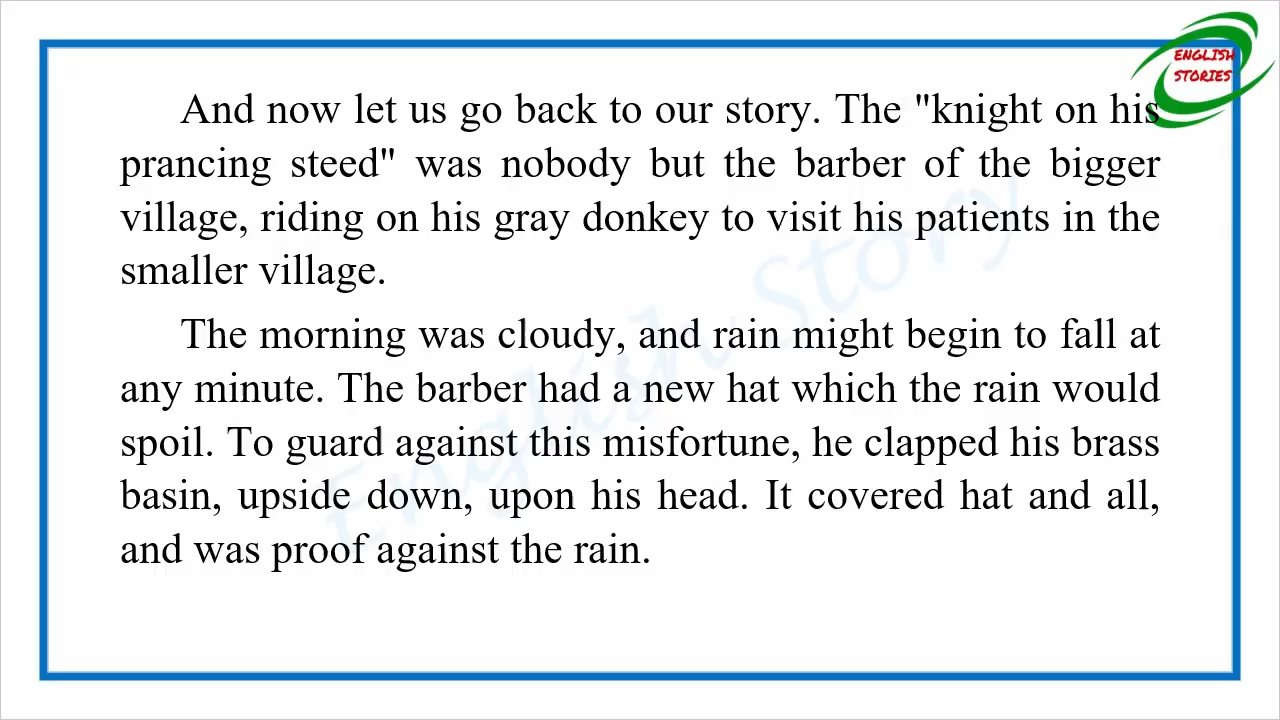 ENGLISH
STORIES
And now let us go back to our story. The "knight on his
prancing steed" was nobody but the barber of the bigger
village, riding on his gray donkey to visit his patients in the
smaller village.
The morning was cloudy, and rain might begin to fall at
any minute. The barber had a new hat which the rain would
spoil. To guard against this misfortune, he clapped his brass
basin, upside down, upon his head. It covered hat and all,
and was proof against the rain.
English Story